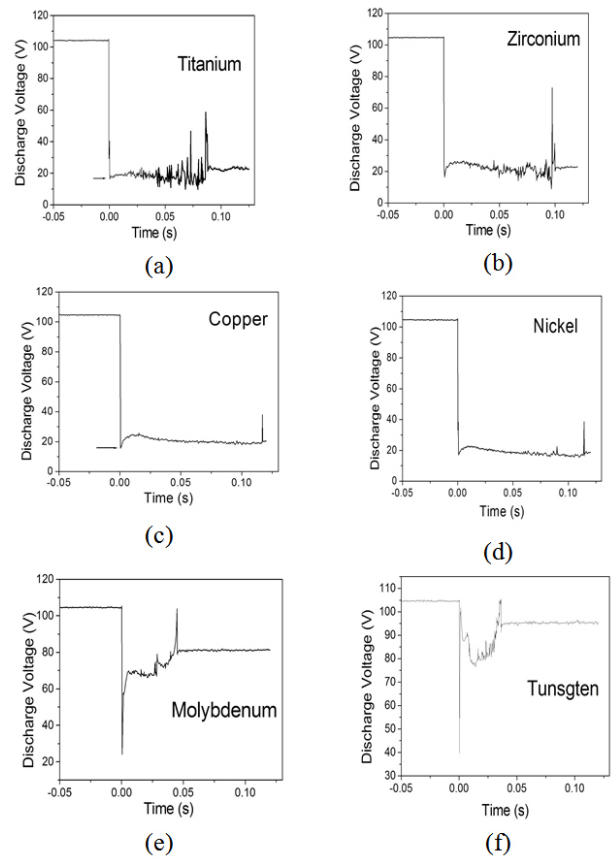 120
100
80
60
40
20
0
Discharge Voltage (V)
Titanium
-0.05 0.00 0.05 0.10
Time (s)
(a)
120
100
80
60
40
20
0
Discharge Voltage (V)
Zirconium
-0.05 0.00 0.05 0.10
Time (s)
(b)
120
100
80
60
40
20
0
Discharge Voltage (V)
Copper
-0.05 0.00 0.05 0.10
Time (s)
(c)
120
100
80
60
40
20
0
Discharge Voltage (V)
Nickel
-0.05 0.00 0.05 0.10
Time (s)
(d)
120
100
80
60
40
20
Discharge Voltage (V)
Molybdenum
-0.05 0.00 0.05 0.10
Time (s)
(e)
110
100
90
80
70
60
50
40
30
Discharge Voltage (V)
Tunsgten
-0.05 0.00 0.05 0.10
Time (s)
(f)